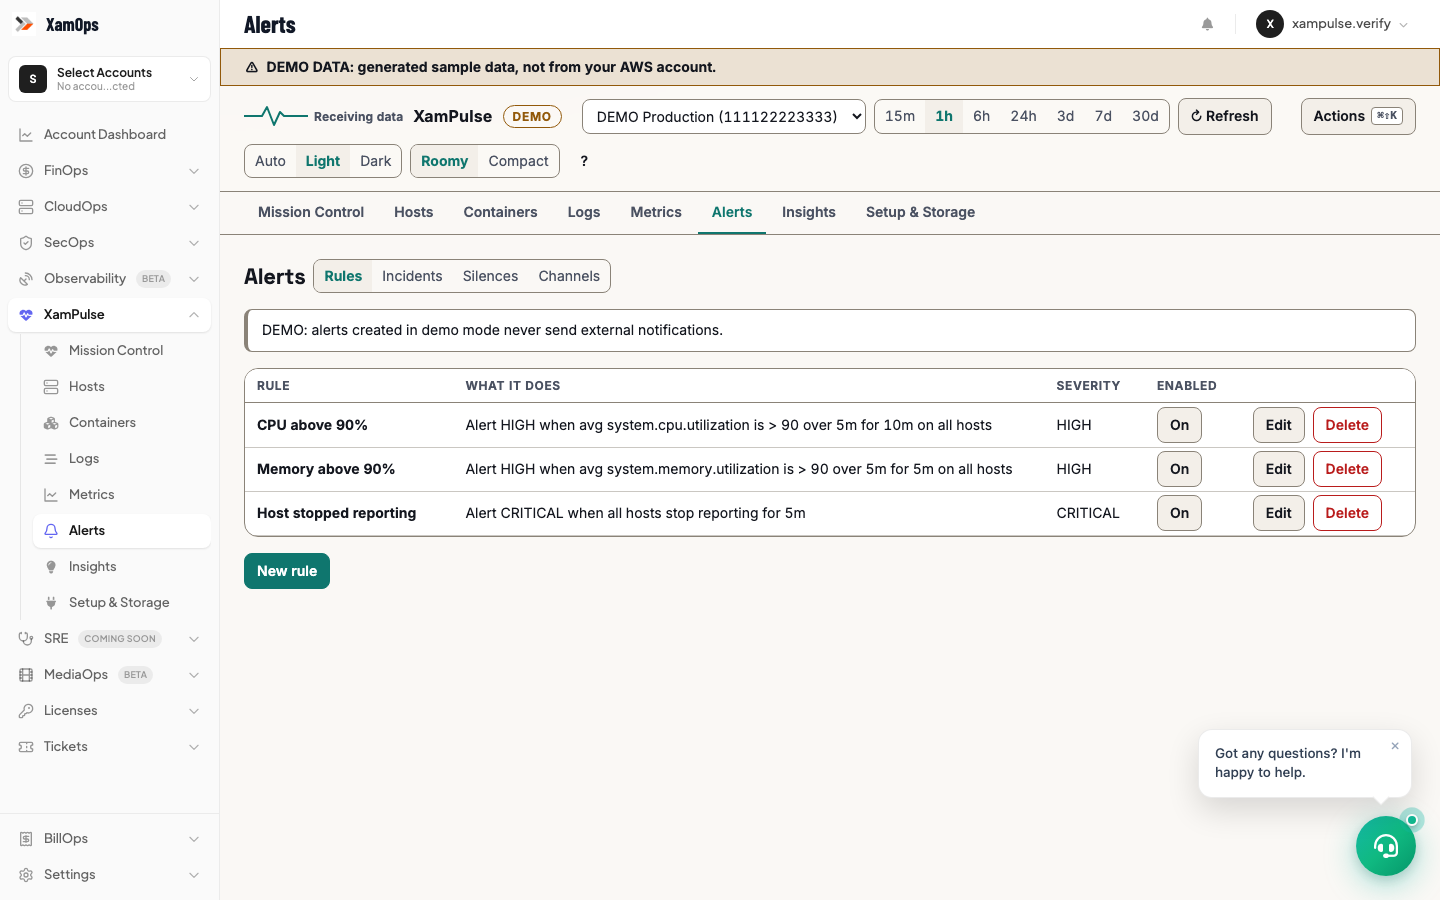 XamOps
Alerts
X
xampulse.verify
S
Select Accounts
No accou...cted
DEMO DATA: generated sample data, not from your AWS account.
Receiving data
XamPulse
DEMO
DEMO Production (111122223333)
15m 1h 6h 24h 3d 7d 30d
↻ Refresh
Actions ⌘⇧K
Auto Light Dark
Roomy Compact
?
Account Dashboard
FinOps
CloudOps
SecOps
Observability BETA
XamPulse
Mission Control
Hosts
Containers
Logs
Metrics
Alerts
Insights
Setup & Storage
SRE COMING SOON
MediaOps BETA
Licenses
Tickets
BillOps
Settings
Mission Control Hosts Containers Logs Metrics Alerts Insights Setup & Storage
Alerts
Rules Incidents Silences Channels
DEMO: alerts created in demo mode never send external notifications.
RULE WHAT IT DOES SEVERITY ENABLED
CPU above 90% Alert HIGH when avg system.cpu.utilization is > 90 over 5m for 10m on all hosts HIGH On Edit Delete
Memory above 90% Alert HIGH when avg system.memory.utilization is > 90 over 5m for 5m on all hosts HIGH On Edit Delete
Host stopped reporting Alert CRITICAL when all hosts stop reporting for 5m CRITICAL On Edit Delete
New rule
Got any questions? I'm
happy to help.
×